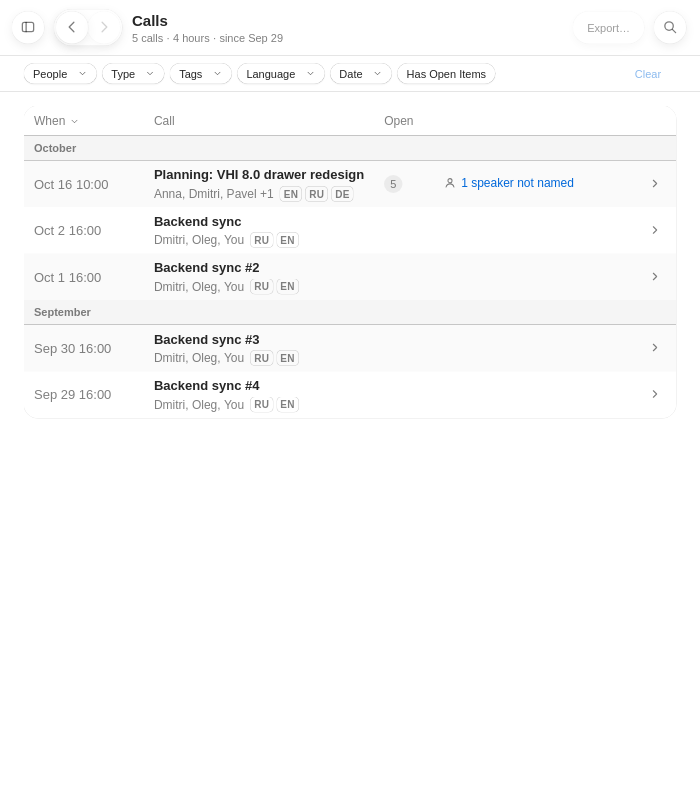 Calls
5 calls · 4 hours · since Sep 29
Export…
People
Type
Tags
Language
Date
Has Open Items
Clear
When
Call
Open
October
Oct 16 10:00
Planning: VHI 8.0 drawer redesign
Anna, Dmitri, Pavel +1 EN RU DE
5
1 speaker not named
Oct 2 16:00
Backend sync
Dmitri, Oleg, You RU EN
Oct 1 16:00
Backend sync #2
Dmitri, Oleg, You RU EN
September
Sep 30 16:00
Backend sync #3
Dmitri, Oleg, You RU EN
Sep 29 16:00
Backend sync #4
Dmitri, Oleg, You RU EN